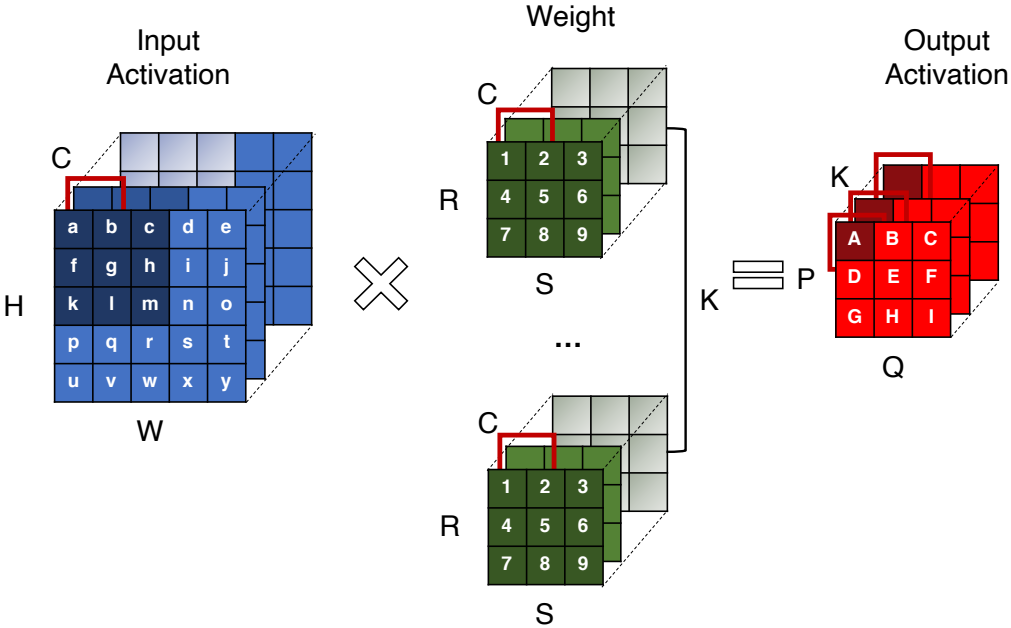 Input
Activation
C
a b c d e
f g h i j
k l m n o
p q r s t
u v w x y
H
W
Weight
C
1 2 3
4 5 6
7 8 9
R
S
...
C
1 2 3
4 5 6
7 8 9
R
S
K
Output
Activation
K
A B C
D E F
G H I
P
Q